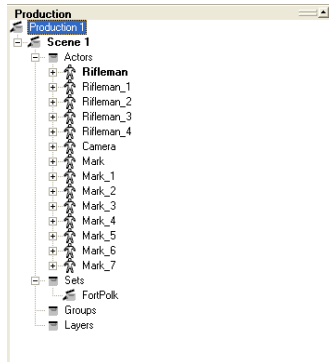 Production
Production 1
Scene 1
Actors
Rifleman
Rifleman_1
Rifleman_2
Rifleman_3
Rifleman_4
Camera
Mark
Mark_1
Mark_2
Mark_3
Mark_4
Mark_5
Mark_6
Mark_7
Sets
FortPolk
Groups
Layers